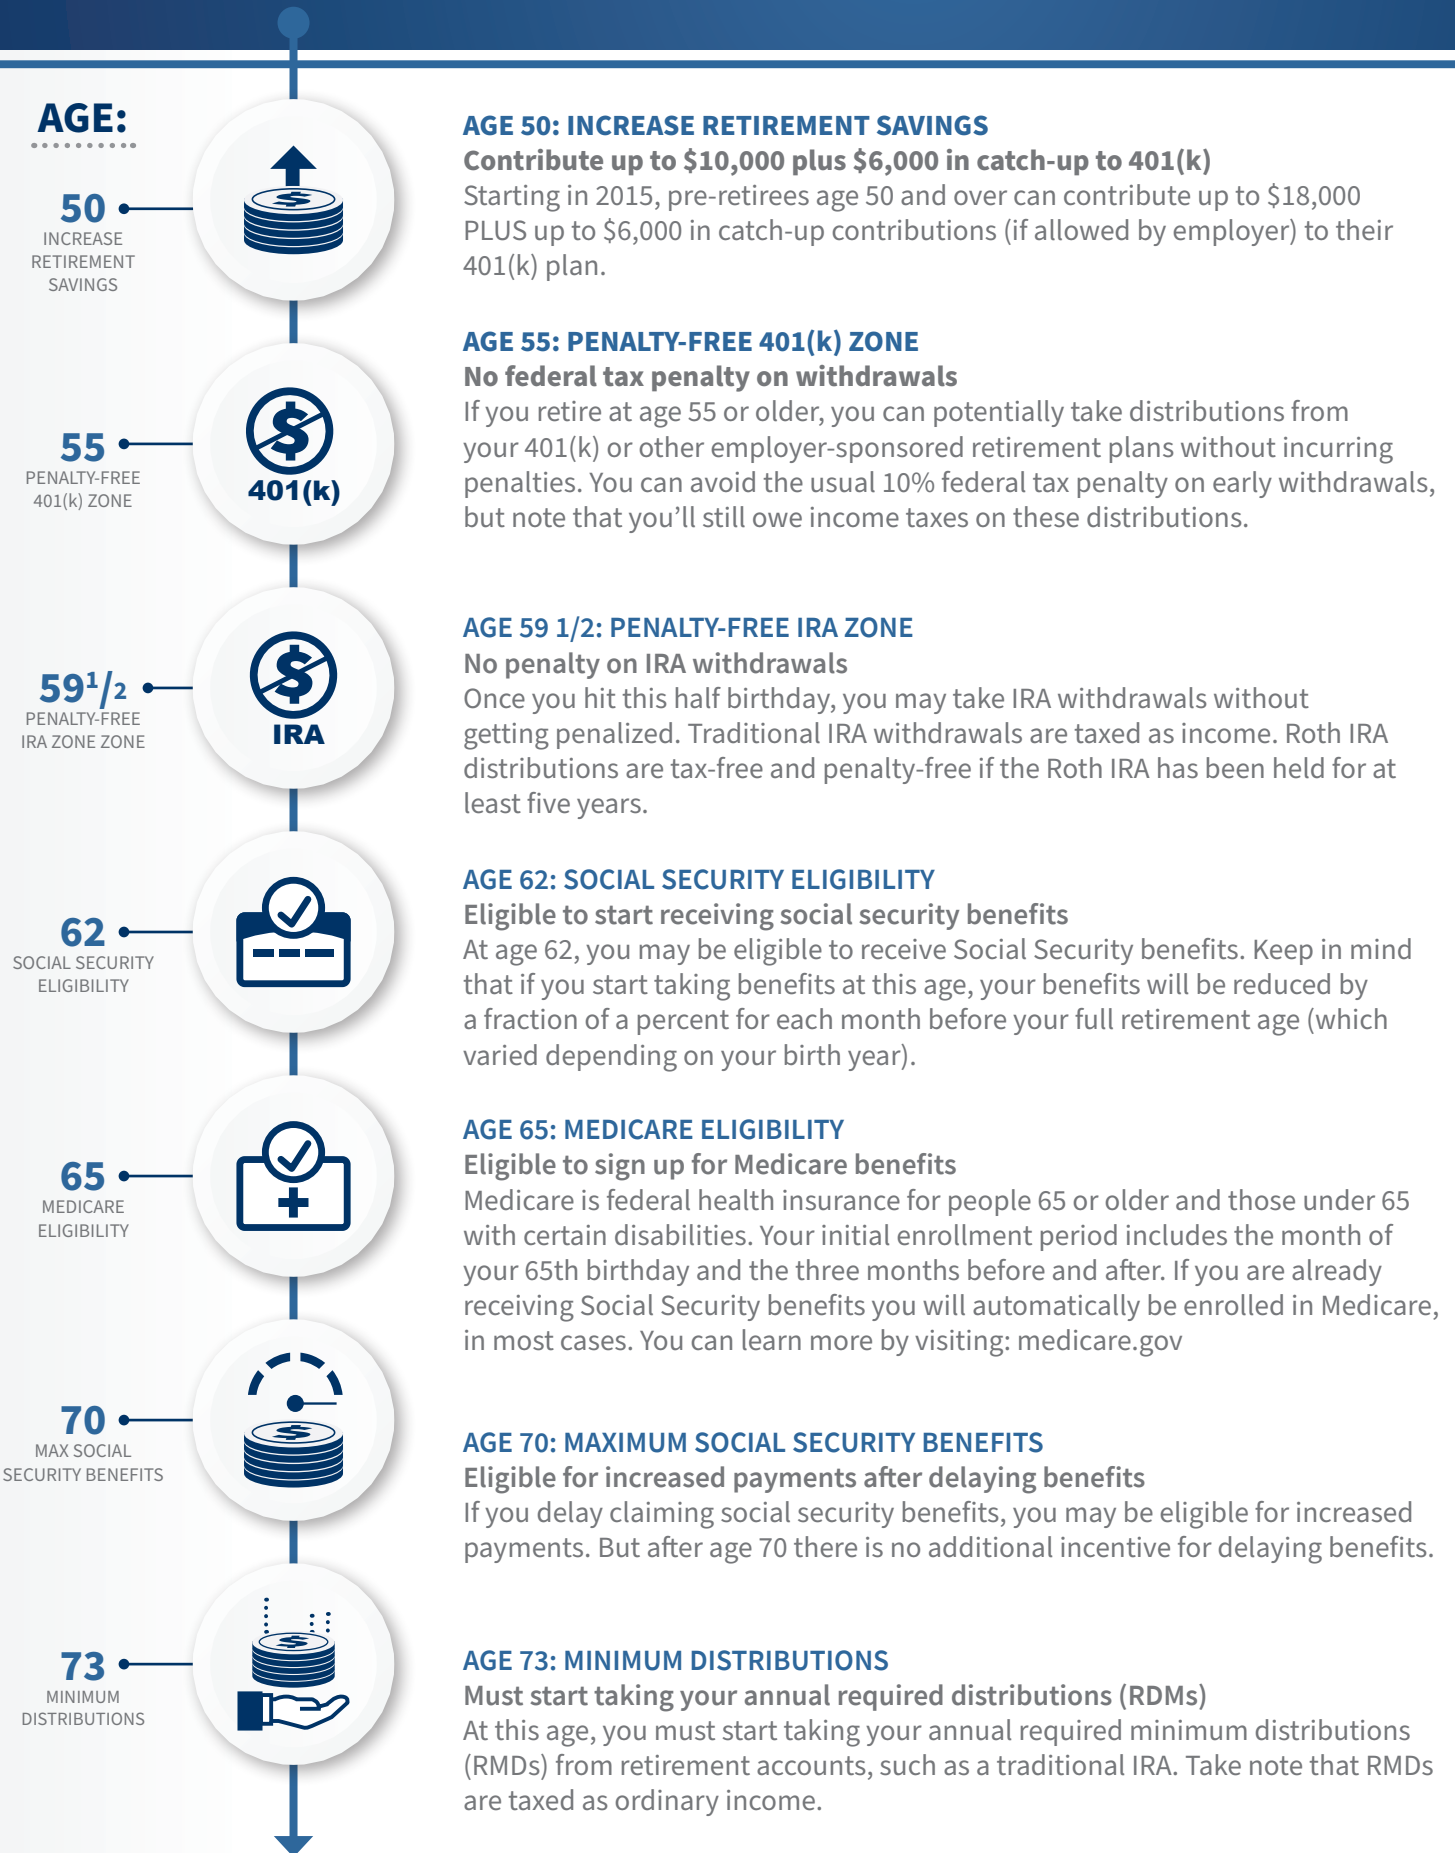 AGE:
50
INCREASE
RETIREMENT
SAVINGS
AGE 50: INCREASE RETIREMENT SAVINGS
Contribute up to $10,000 plus $6,000 in catch-up to 401(k)
Starting in 2015, pre-retirees age 50 and over can contribute up to $18,000
PLUS up to $6,000 in catch-up contributions (if allowed by employer) to their
401(k) plan.
55
PENALTY-FREE
401(k) ZONE
401(k)
AGE 55: PENALTY-FREE 401(k) ZONE
No federal tax penalty on withdrawals
If you retire at age 55 or older, you can potentially take distributions from
your 401(k) or other employer-sponsored retirement plans without incurring
penalties. You can avoid the usual 10% federal tax penalty on early withdrawals,
but note that you’ll still owe income taxes on these distributions.
59 1/2
PENALTY-FREE
IRA ZONE ZONE
IRA
AGE 59 1/2: PENALTY-FREE IRA ZONE
No penalty on IRA withdrawals
Once you hit this half birthday, you may take IRA withdrawals without
getting penalized. Traditional IRA withdrawals are taxed as income. Roth IRA
distributions are tax-free and penalty-free if the Roth IRA has been held for at
least five years.
62
SOCIAL SECURITY
ELIGIBILITY
AGE 62: SOCIAL SECURITY ELIGIBILITY
Eligible to start receiving social security benefits
At age 62, you may be eligible to receive Social Security benefits. Keep in mind
that if you start taking benefits at this age, your benefits will be reduced by
a fraction of a percent for each month before your full retirement age (which
varied depending on your birth year).
65
MEDICARE
ELIGIBILITY
AGE 65: MEDICARE ELIGIBILITY
Eligible to sign up for Medicare benefits
Medicare is federal health insurance for people 65 or older and those under 65
with certain disabilities. Your initial enrollment period includes the month of
your 65th birthday and the three months before and after. If you are already
receiving Social Security benefits you will automatically be enrolled in Medicare,
in most cases. You can learn more by visiting: medicare.gov
70
MAX SOCIAL
SECURITY BENEFITS
AGE 70: MAXIMUM SOCIAL SECURITY BENEFITS
Eligible for increased payments after delaying benefits
If you delay claiming social security benefits, you may be eligible for increased
payments. But after age 70 there is no additional incentive for delaying benefits.
73
MINIMUM
DISTRIBUTIONS
AGE 73: MINIMUM DISTRIBUTIONS
Must start taking your annual required distributions (RDMs)
At this age, you must start taking your annual required minimum distributions
(RMDs) from retirement accounts, such as a traditional IRA. Take note that RMDs
are taxed as ordinary income.